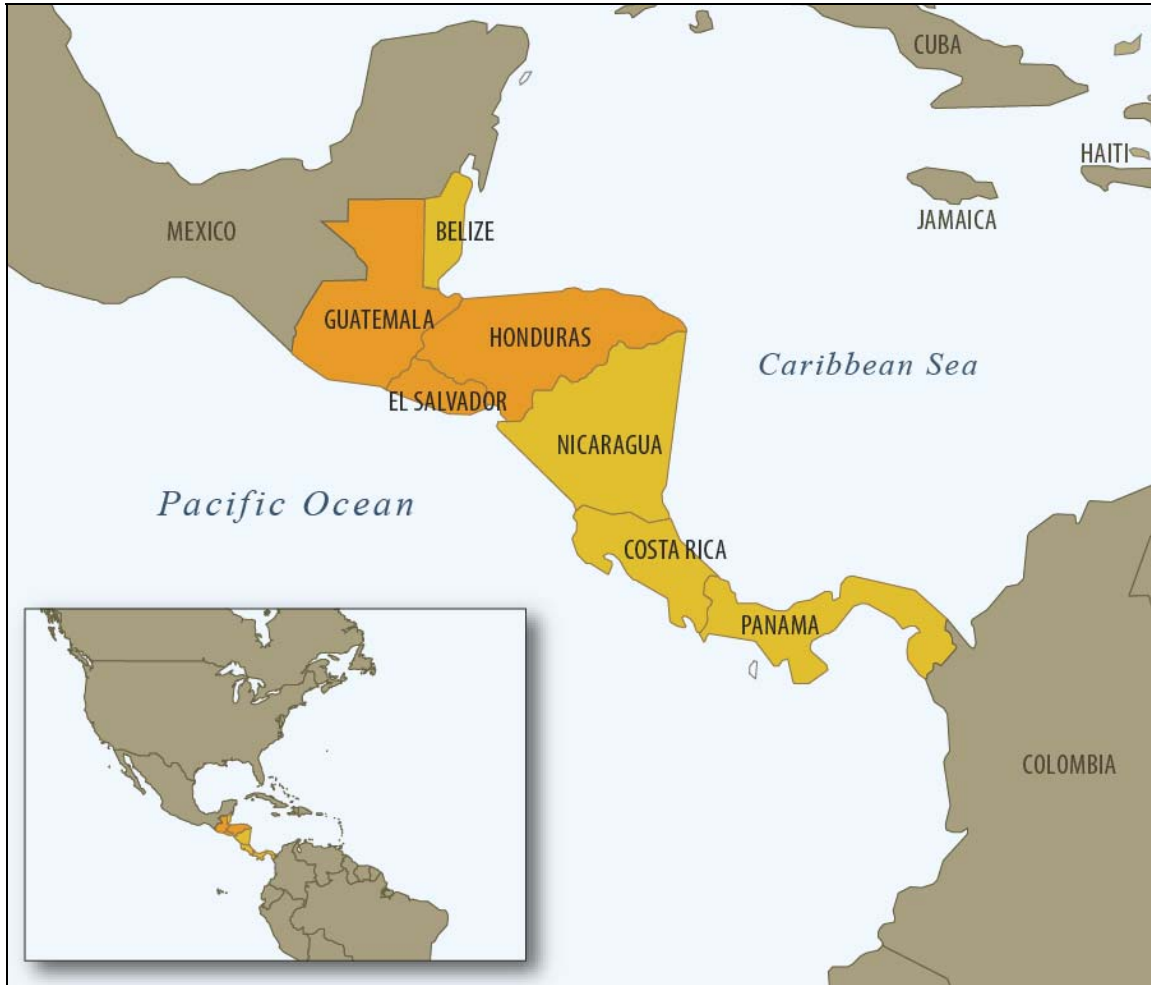 CUBA
HAITI
JAMAICA
MEXICO
BELIZE
GUATEMALA
HONDURAS
Caribbean Sea
EL SALVADOR
NICARAGUA
Pacific Ocean
COSTA RICA
PANAMA
COLOMBIA